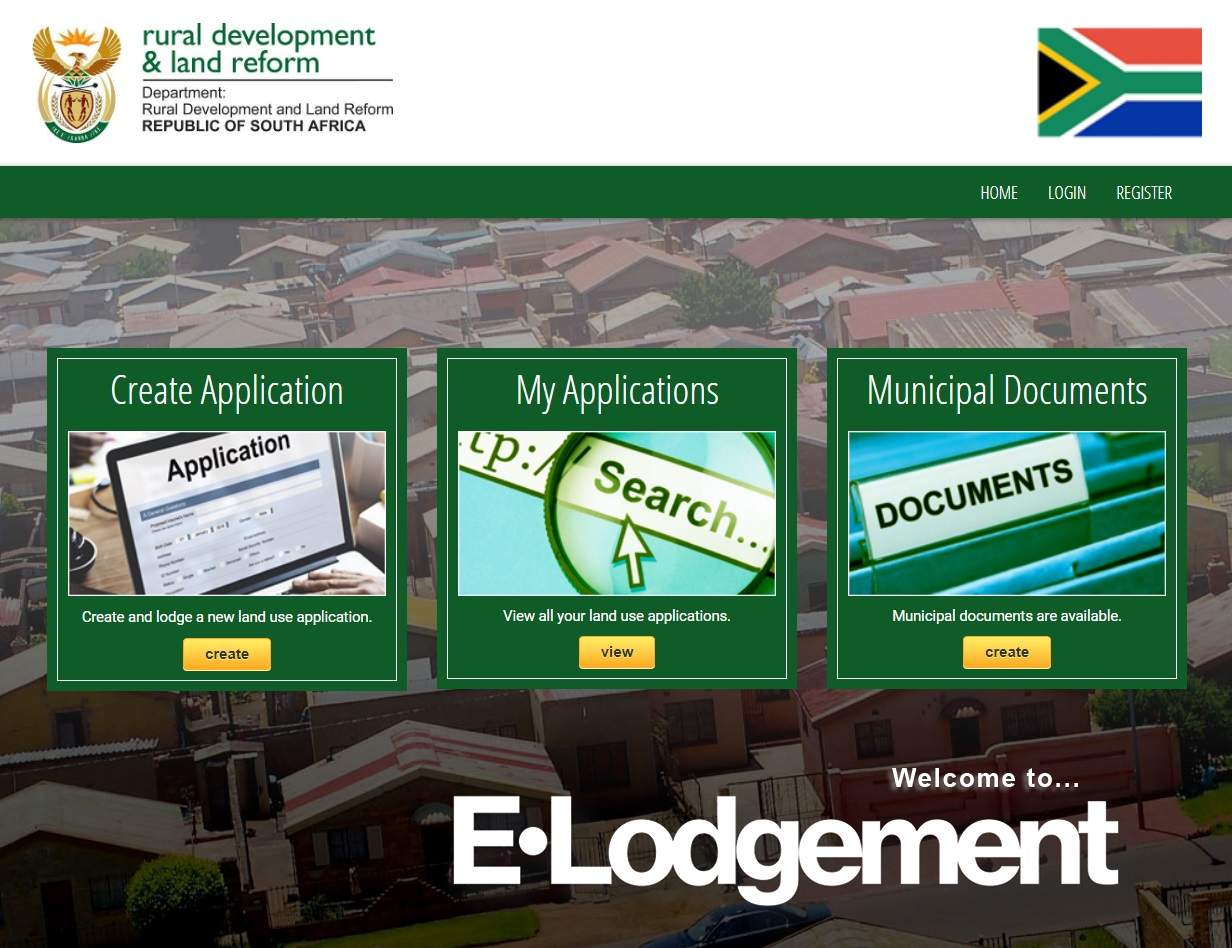 rural development
& land reform
Department:
Rural Development and Land Reform
REPUBLIC OF SOUTH AFRICA
HOME LOGIN REGISTER
Create Application
Application
Create and lodge a new land use application.
create
My Applications
tp:/
Search...
View all your land use applications.
view
Municipal Documents
DOCUMENTS
Municipal documents are available.
create
Welcome to...
E•Lodgement